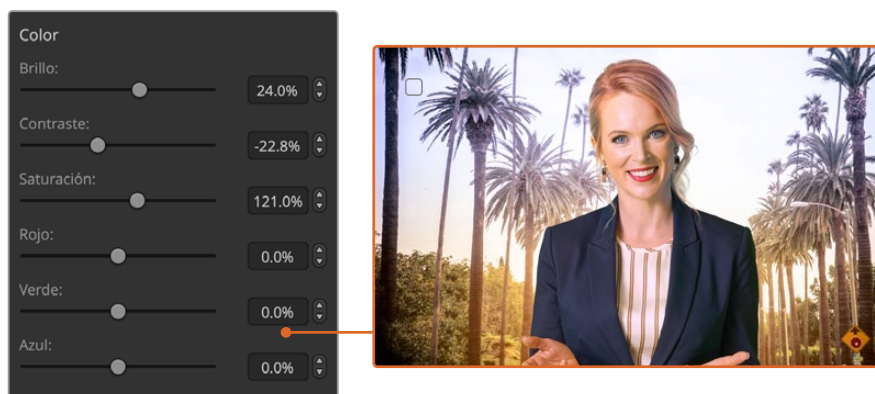 Color
Brillo:
24.0%
Contraste:
-22.8%
Saturación:
121.0%
Rojo:
0.0%
Verde:
0.0%
Azul:
0.0%